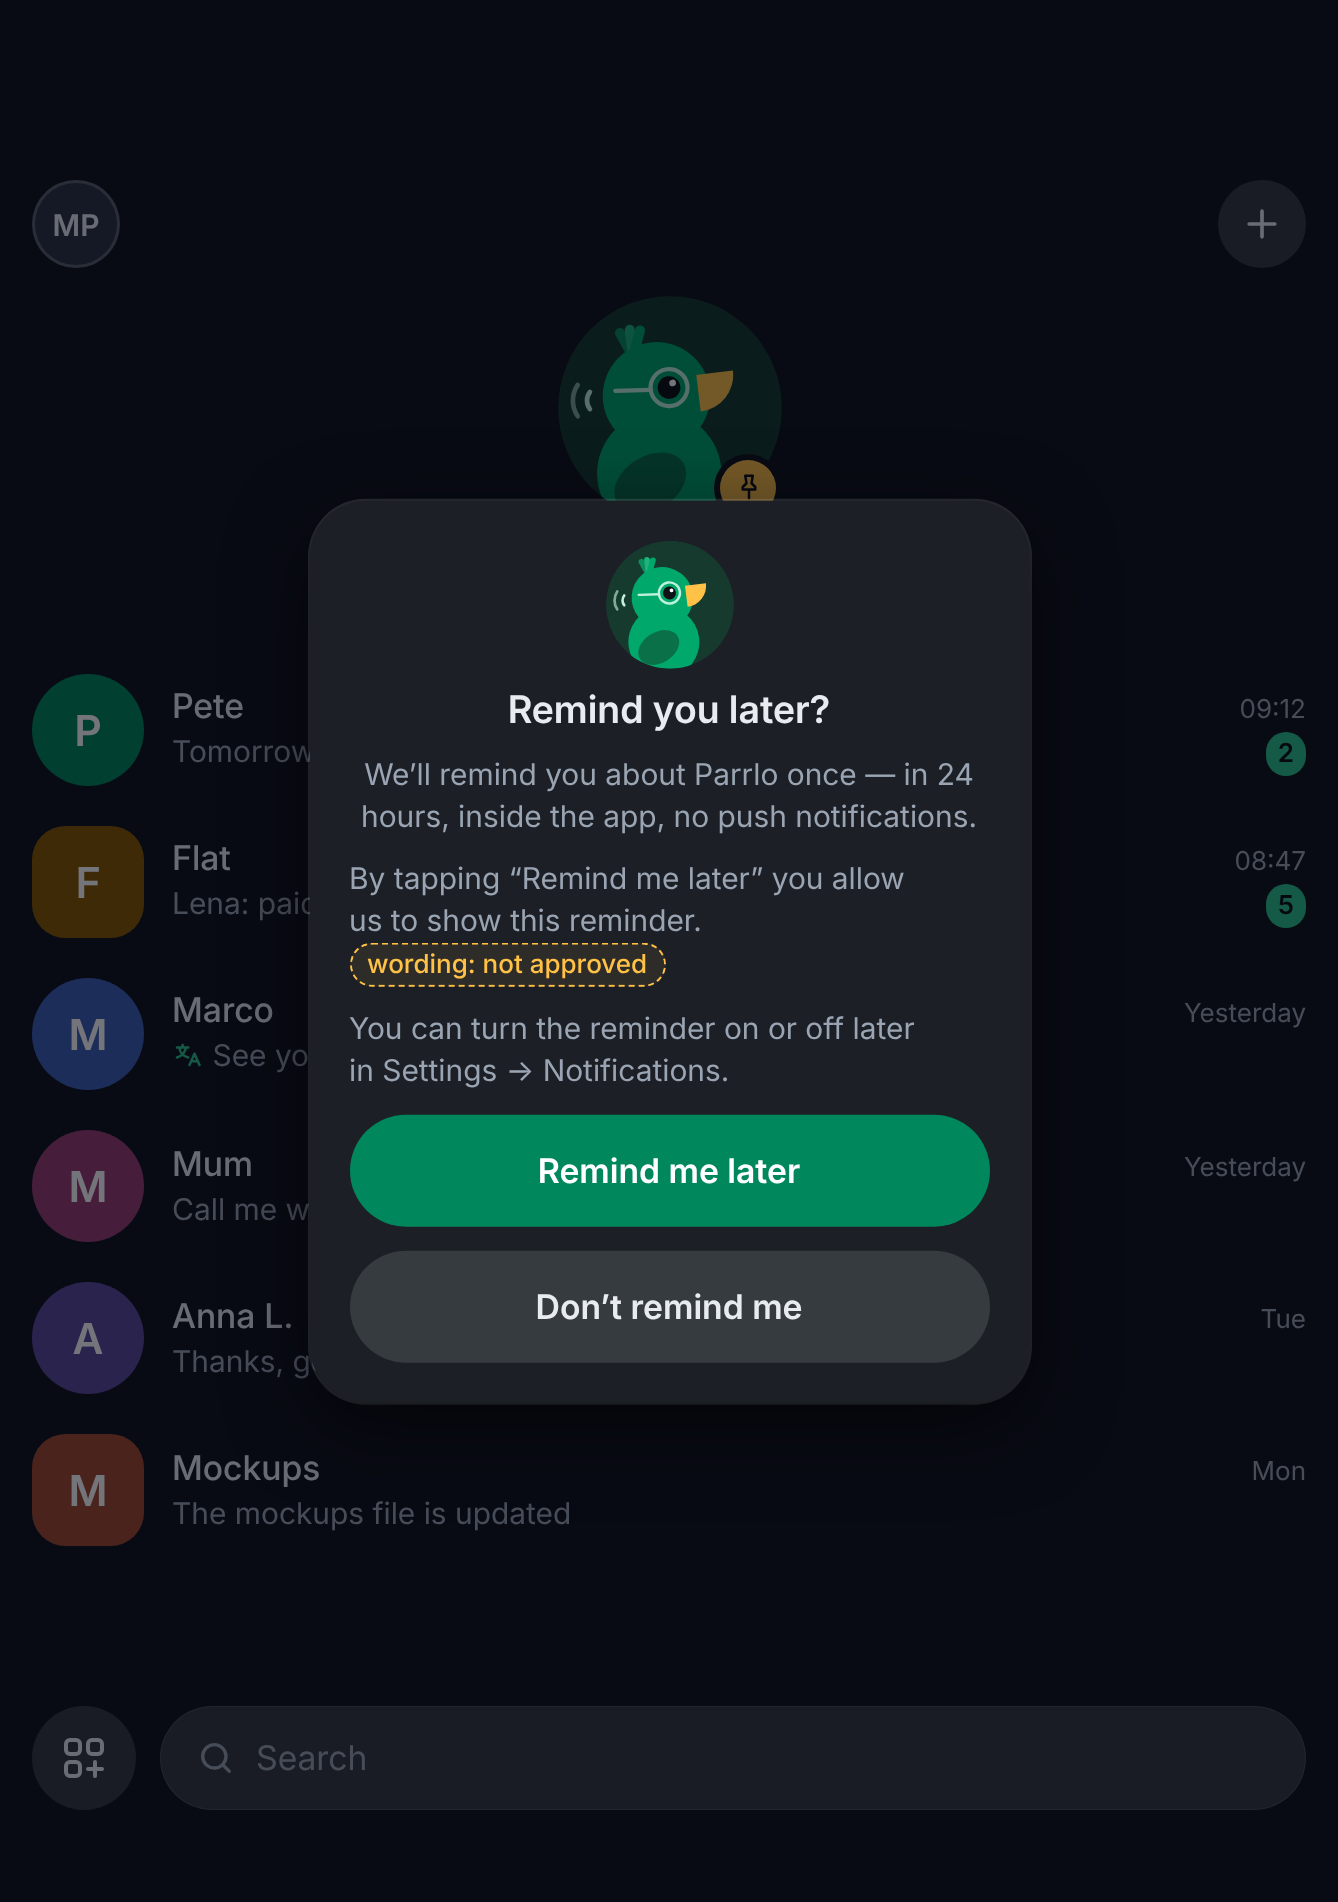 MP
Remind you later?
We’ll remind you about Parrlo once — in 24
hours, inside the app, no push notifications.
By tapping “Remind me later” you allow
us to show this reminder.
wording: not approved
You can turn the reminder on or off later
in Settings → Notifications.
Remind me later
Don’t remind me
P
Pete
09:12
Tomorrow
2
F
Flat
08:47
Lena: paid
5
M
Marco
Yesterday
See yo
M
Mum
Yesterday
Call me w
A
Anna L.
Tue
Thanks, g
M
Mockups
Mon
The mockups file is updated
Search